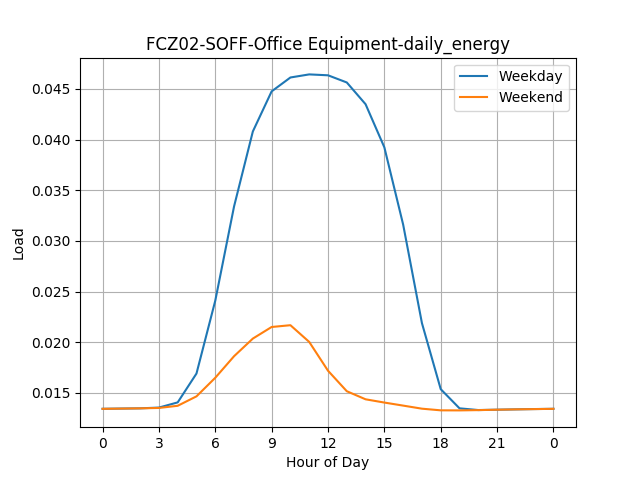 FCZ02-SOFF-Office Equipment-daily_energy
Weekday
Weekend
Load
0.045
0.040
0.035
0.030
0.025
0.020
0.015
0 3 6 9 12 15 18 21 0
Hour of Day